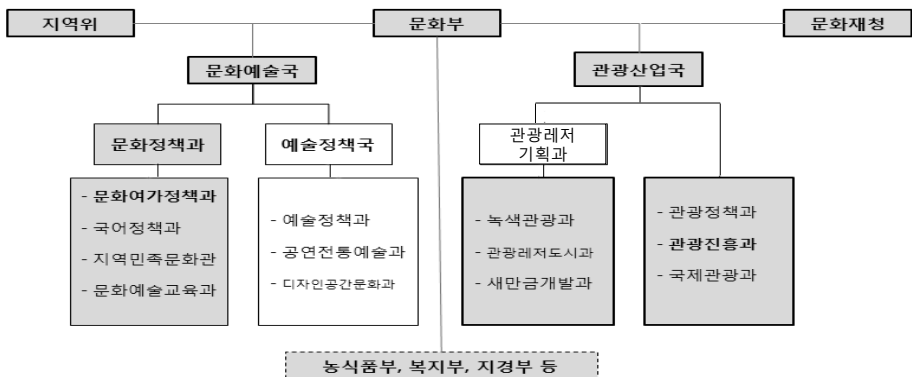 지역위
문화부
문화재청
문화예술국
관광산업국
문화정책과
예술정책국
관광레저
기획과
- 문화여가정책과
- 국어정책과
- 지역민족문화관
- 문화예술교육과
- 예술정책과
- 공연전통예술과
- 디자인공간문화과
- 녹색관광과
- 관광레저도시과
- 새만금개발과
- 관광정책과
- 관광진흥과
- 국제관광과
농식품부, 복지부, 지경부 등